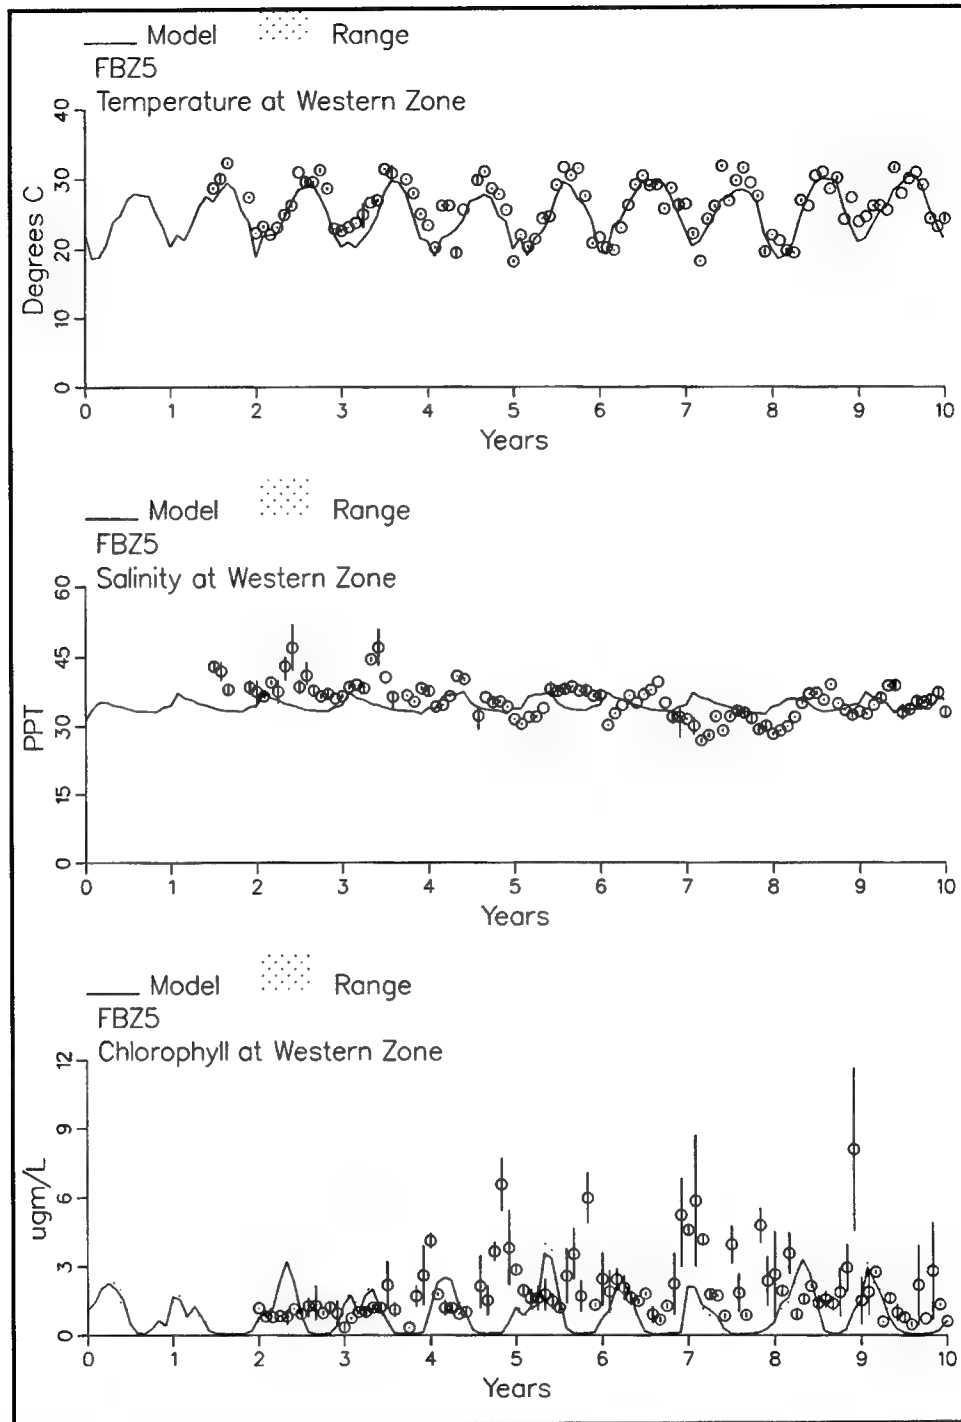 Model Range
FBZ5
Temperature at Western Zone
Degrees C
40
30
20
10
0
0 1 2 3 4 5 6 7 8 9 10
Years
Model Range
FBZ5
Salinity at Western Zone
PPT
60
45
30
15
0
0 1 2 3 4 5 6 7 8 9 10
Years
Model Range
FBZ5
Chlorophyll at Western Zone
ugm/L
12
9
6
3
0
0 1 2 3 4 5 6 7 8 9 10
Years